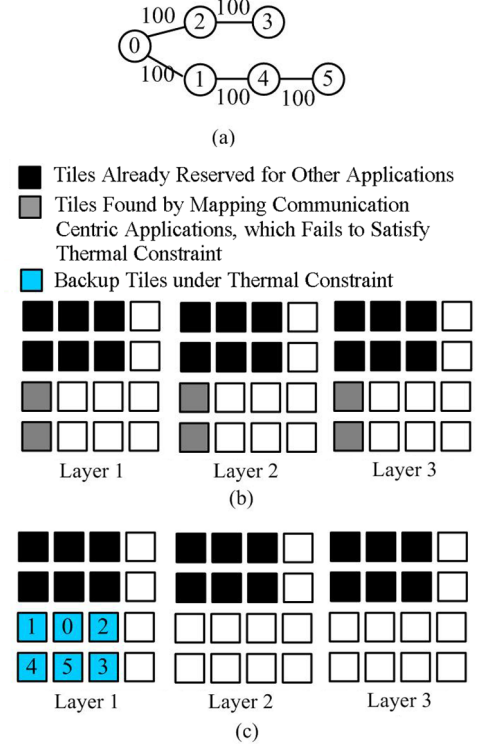 100 100
2 3
0
100 1 4 5
100 100
(a)
Tiles Already Reserved for Other Applications
Tiles Found by Mapping Communication
Centric Applications, which Fails to Satisfy
Thermal Constraint
Backup Tiles under Thermal Constraint
Layer 1 Layer 2 Layer 3
(b)
1 0 2
4 5 3
Layer 1 Layer 2 Layer 3
(c)